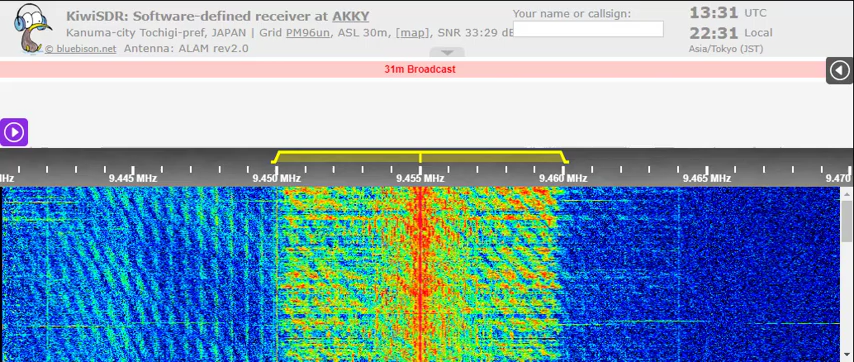 KiwiSDR: Software-defined receiver at AKKY
Kanuma-city Tochigi-pref, JAPAN | Grid PM96un, ASL 30m, [map], SNR 33:29 dB
© bluebison.net Antenna: ALAM rev2.0
Your name or callsign:
13:31 UTC
22:31 Local
Asia/Tokyo (JST)
31m Broadcast
Hz 9.445 MHz 9.450 MHz 9.455 MHz 9.460 MHz 9.465 MHz 9.470